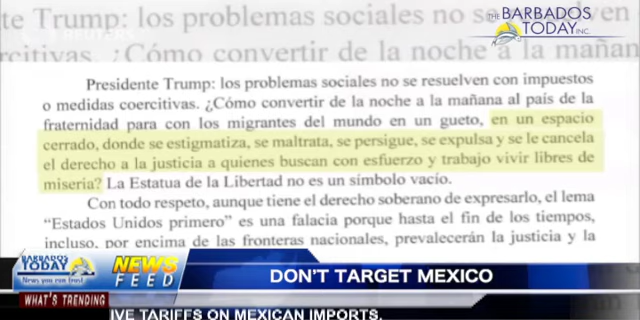 te Trump: los problemas sociales no se
REUTERS
resuelven con
citivas. ¿Cómo convertir de la noche a la mañan
THE BARBADOS
TODAY INC.
Presidente Trump: los problemas sociales no se resuelven con impuestos
o medidas coercitivas. ¿Cómo convertir de la noche a la mañana al país de la
fraternidad para con los migrantes del mundo en un gueto, en un espacio
cerrado, donde se estigmatiza, se maltrata, se persigue, se expulsa y se le cancela
el derecho a la justicia a quienes buscan con esfuerzo y trabajo vivir libres de
miseria? La Estatua de la Libertad no es un símbolo vacío.
Con todo respeto, aunque tiene el derecho soberano de expresarlo, el lema
“Estados Unidos primero” es una falacia porque hasta el fin de los tiempos,
incluso, por encima de las fronteras nacionales, prevalecerán la justicia y la
BARBADOS
TODAY
News you can trust
NEWS
FEED
DON'T TARGET MEXICO
WHAT'S TRENDING
IVE TARIFFS ON MEXICAN IMPORTS.